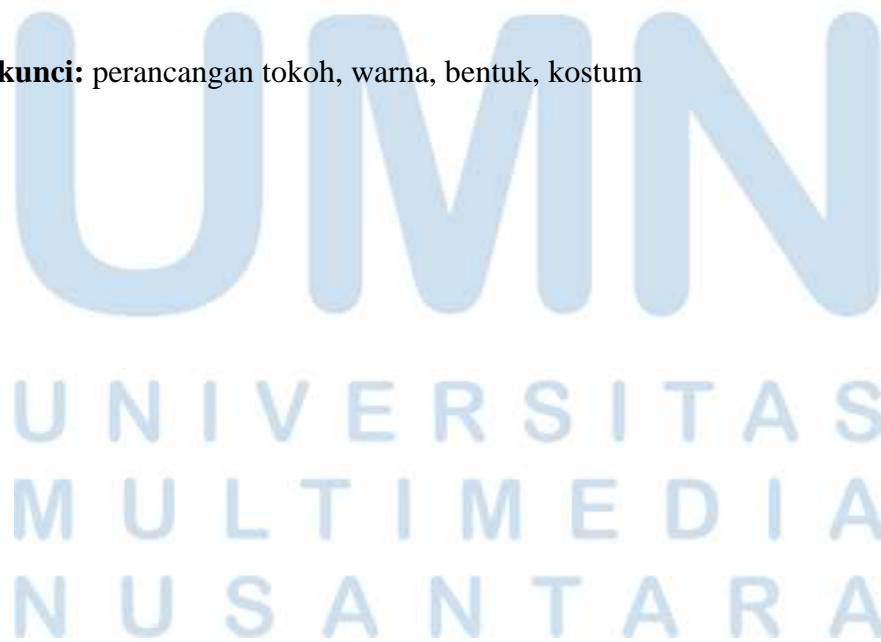 kunci: perancangan tokoh, warna, bentuk, kostum
UMN
UNIVERSITAS
MULTIMEDIA
NUSANTARA